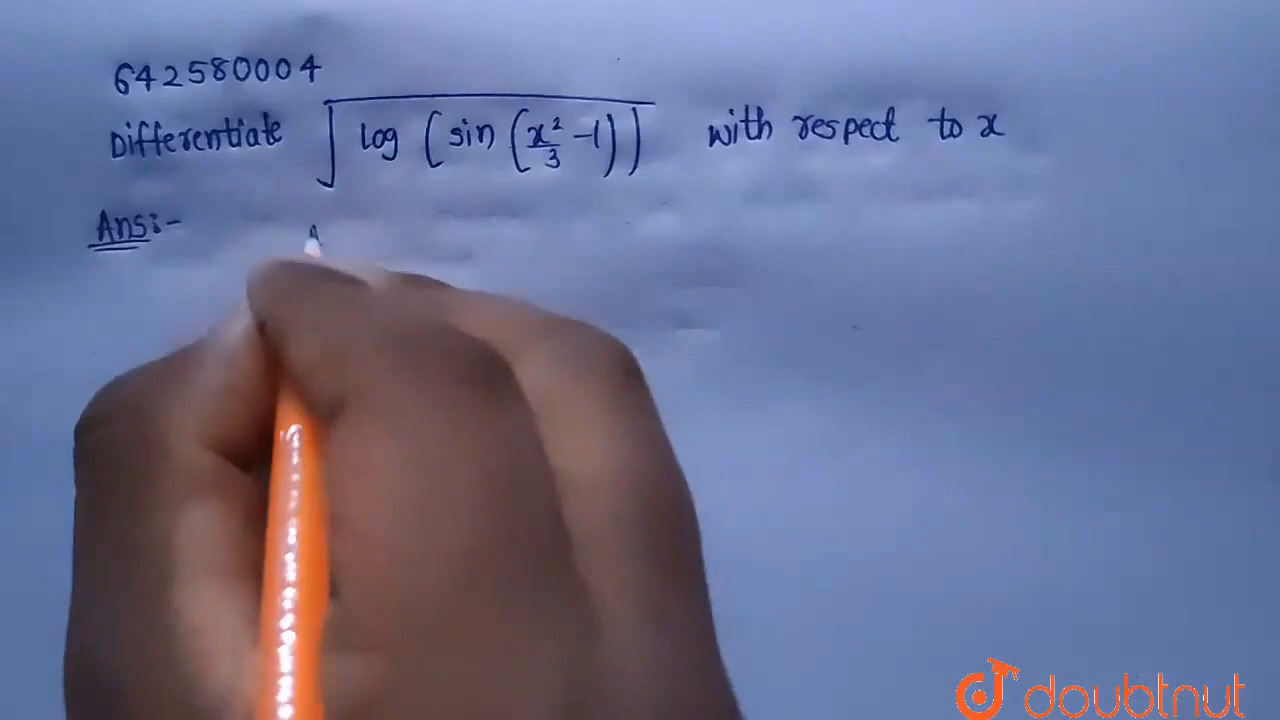 642580004
Differentiate √(log (sin (x²/3 - 1))) with respect to x
Ans:-
doubtnut